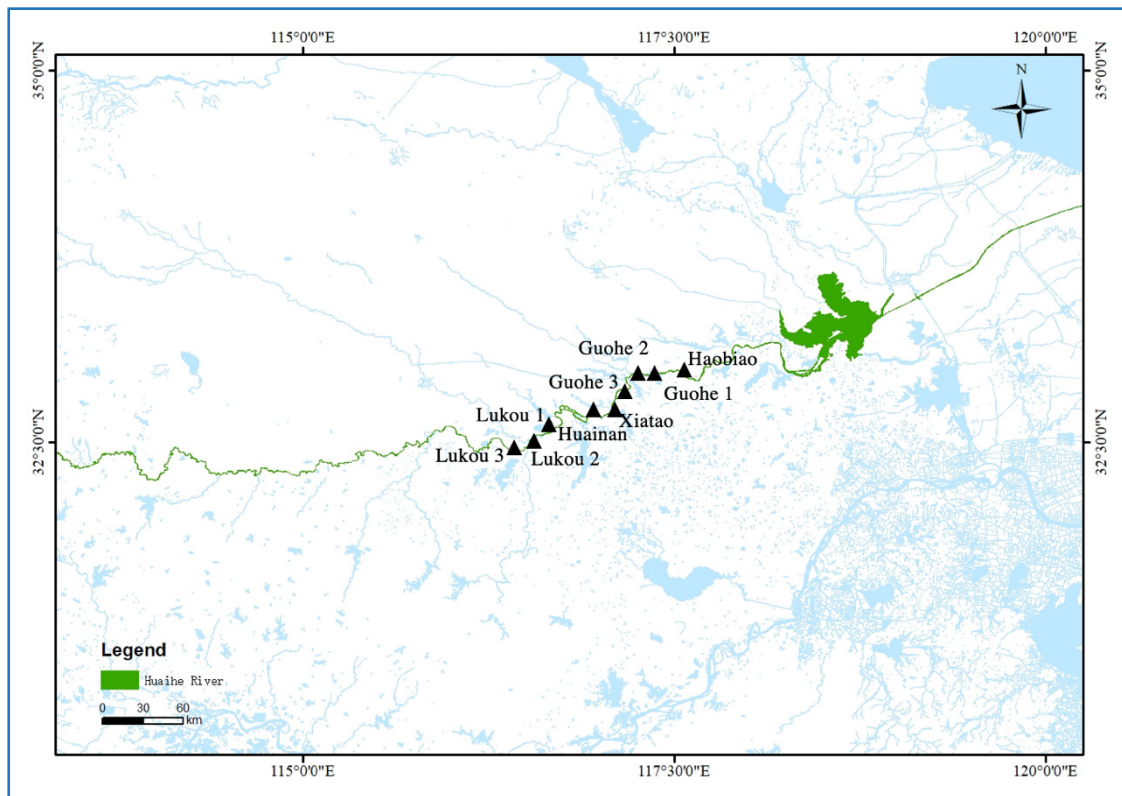 115°0'0"E
117°30'0"E
120°0'0"E
35°0'0"N
35°0'0"N
N
Guohe 2
Haobiao
Guohe 3
Guohe 1
Lukou 1
Xiatao
Huainan
32°30'0"N
32°30'0"N
Lukou 3
Lukou 2
Legend
Huaihe River
0 30 60
km
115°0'0"E
117°30'0"E
120°0'0"E